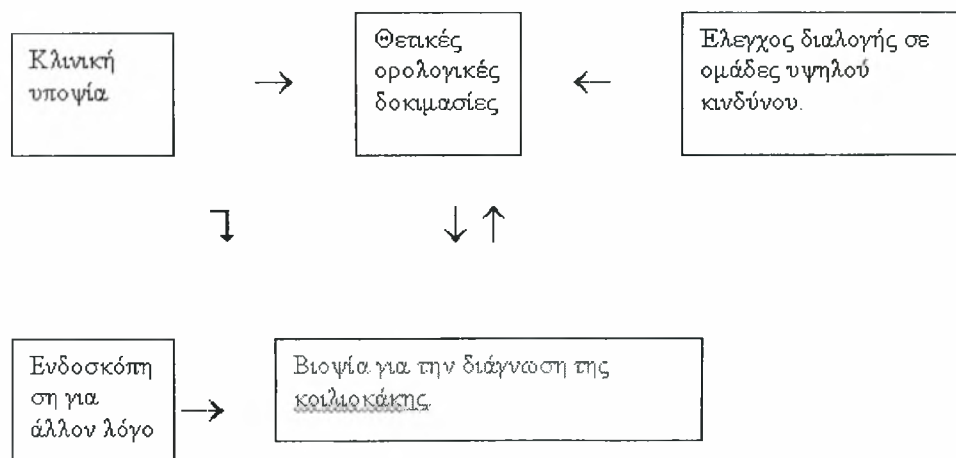 Κλινική
υποψία
Θετικές
ορολογικές
δοκιμασίες
Ελεγχος διαλογής σε
ομάδες υψηλού
κινδύνου.
Ενδοσκόπη
ση για
άλλον λόγο
Βιοψία για την διάγνωση της
κοιλιοκάκης.